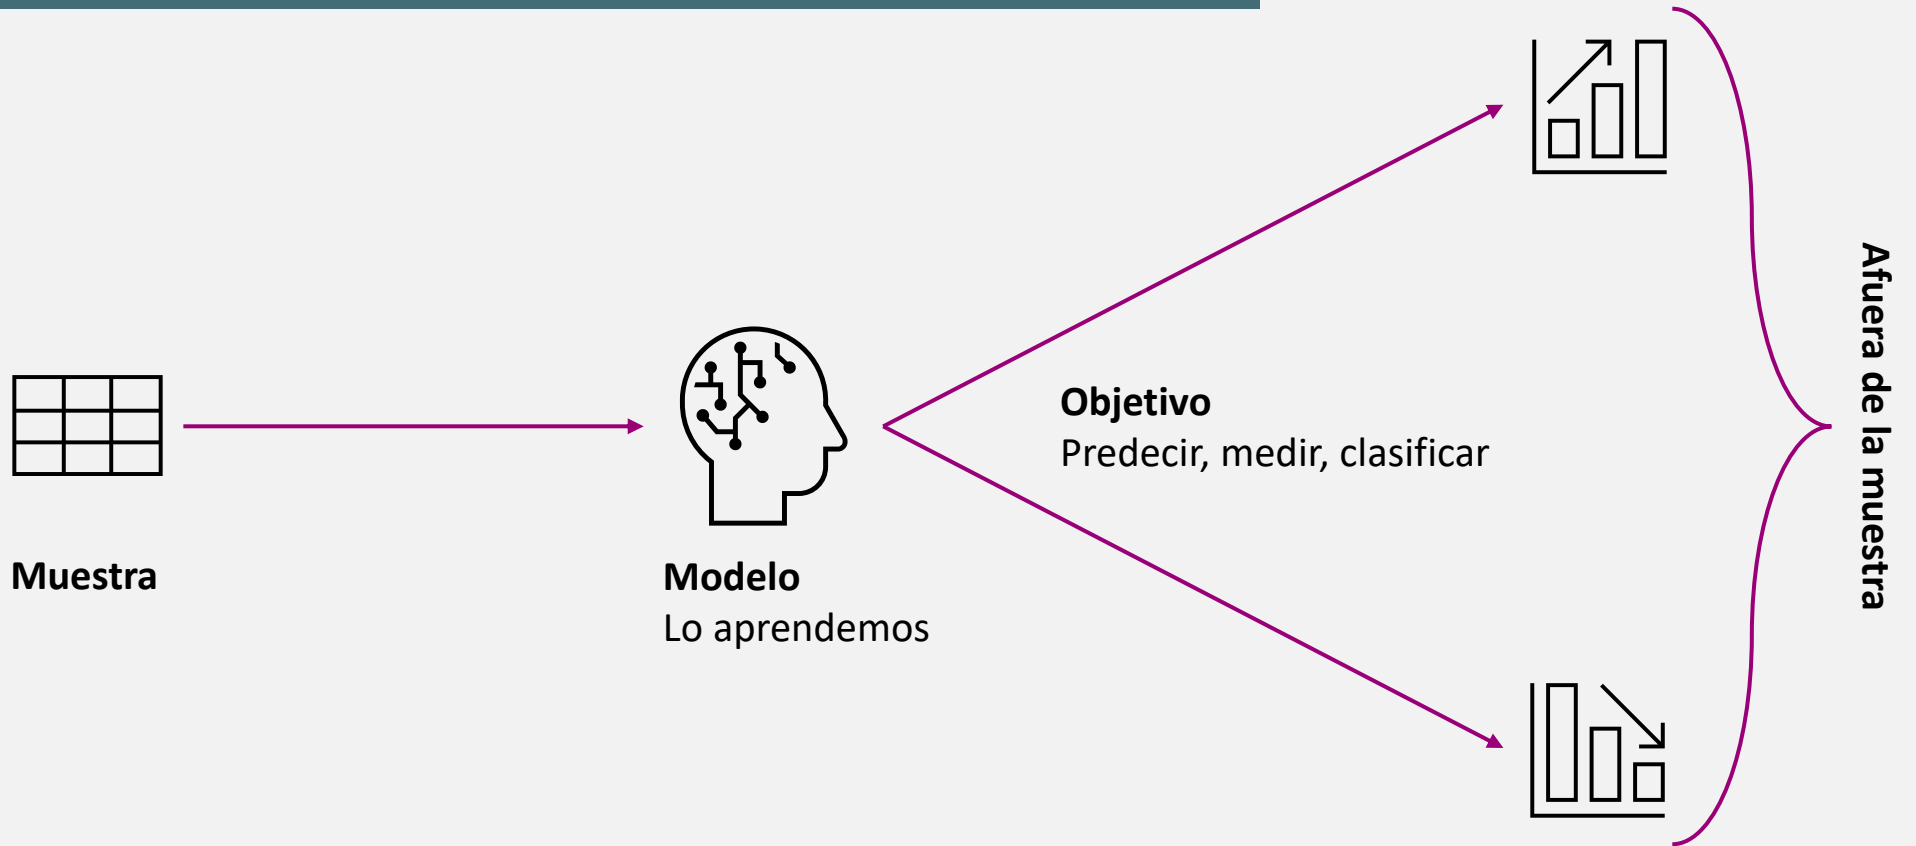 Muestra
Modelo
Lo aprendemos
Objetivo
Predecir, medir, clasificar
Afuera de la muestra